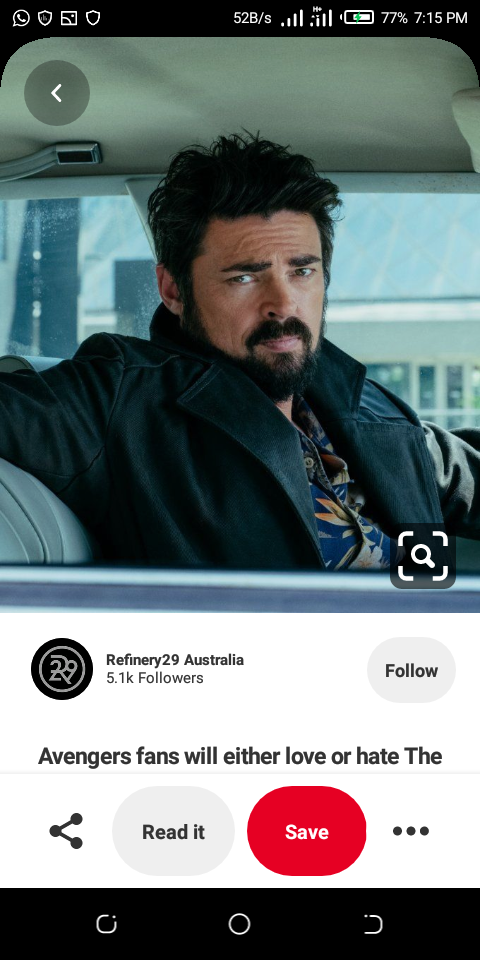 52B/s H+ 77% 7:15 PM
Refinery29 Australia
5.1k Followers
Follow
Avengers fans will either love or hate The
Read it
Save